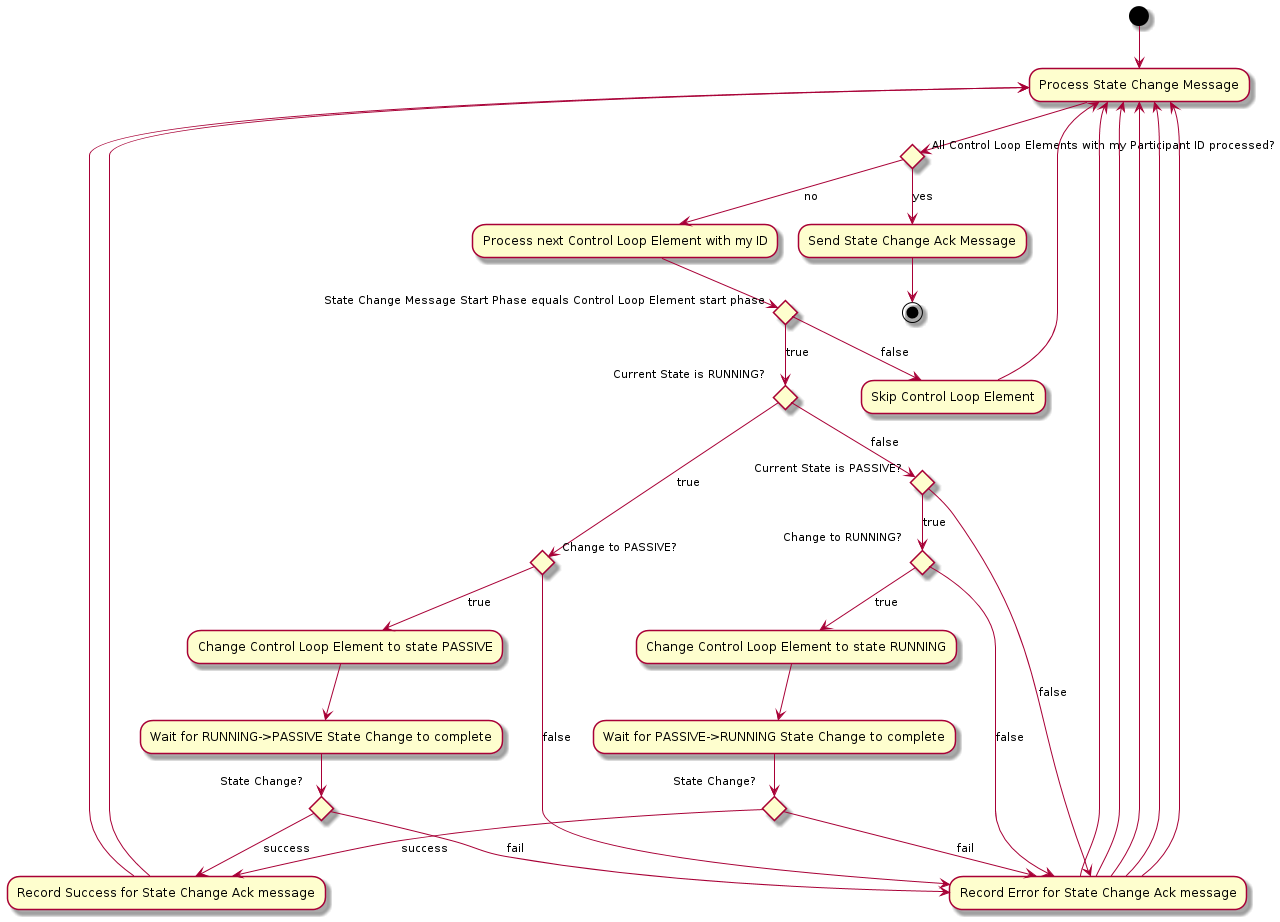 Process State Change Message
All Control Loop Elements with my Participant ID processed?
no
yes
Process next Control Loop Element with my ID
Send State Change Ack Message
State Change Message Start Phase equals Control Loop Element start phase
true
false
Current State is RUNNING?
Skip Control Loop Element
false
Current State is PASSIVE?
true
true
Change to RUNNING?
Change to PASSIVE?
true
true
Change Control Loop Element to state PASSIVE
Change Control Loop Element to state RUNNING
false
Wait for RUNNING->PASSIVE State Change to complete
false
Wait for PASSIVE->RUNNING State Change to complete
false
State Change?
State Change?
success
success
fail
fail
Record Success for State Change Ack message
Record Error for State Change Ack message